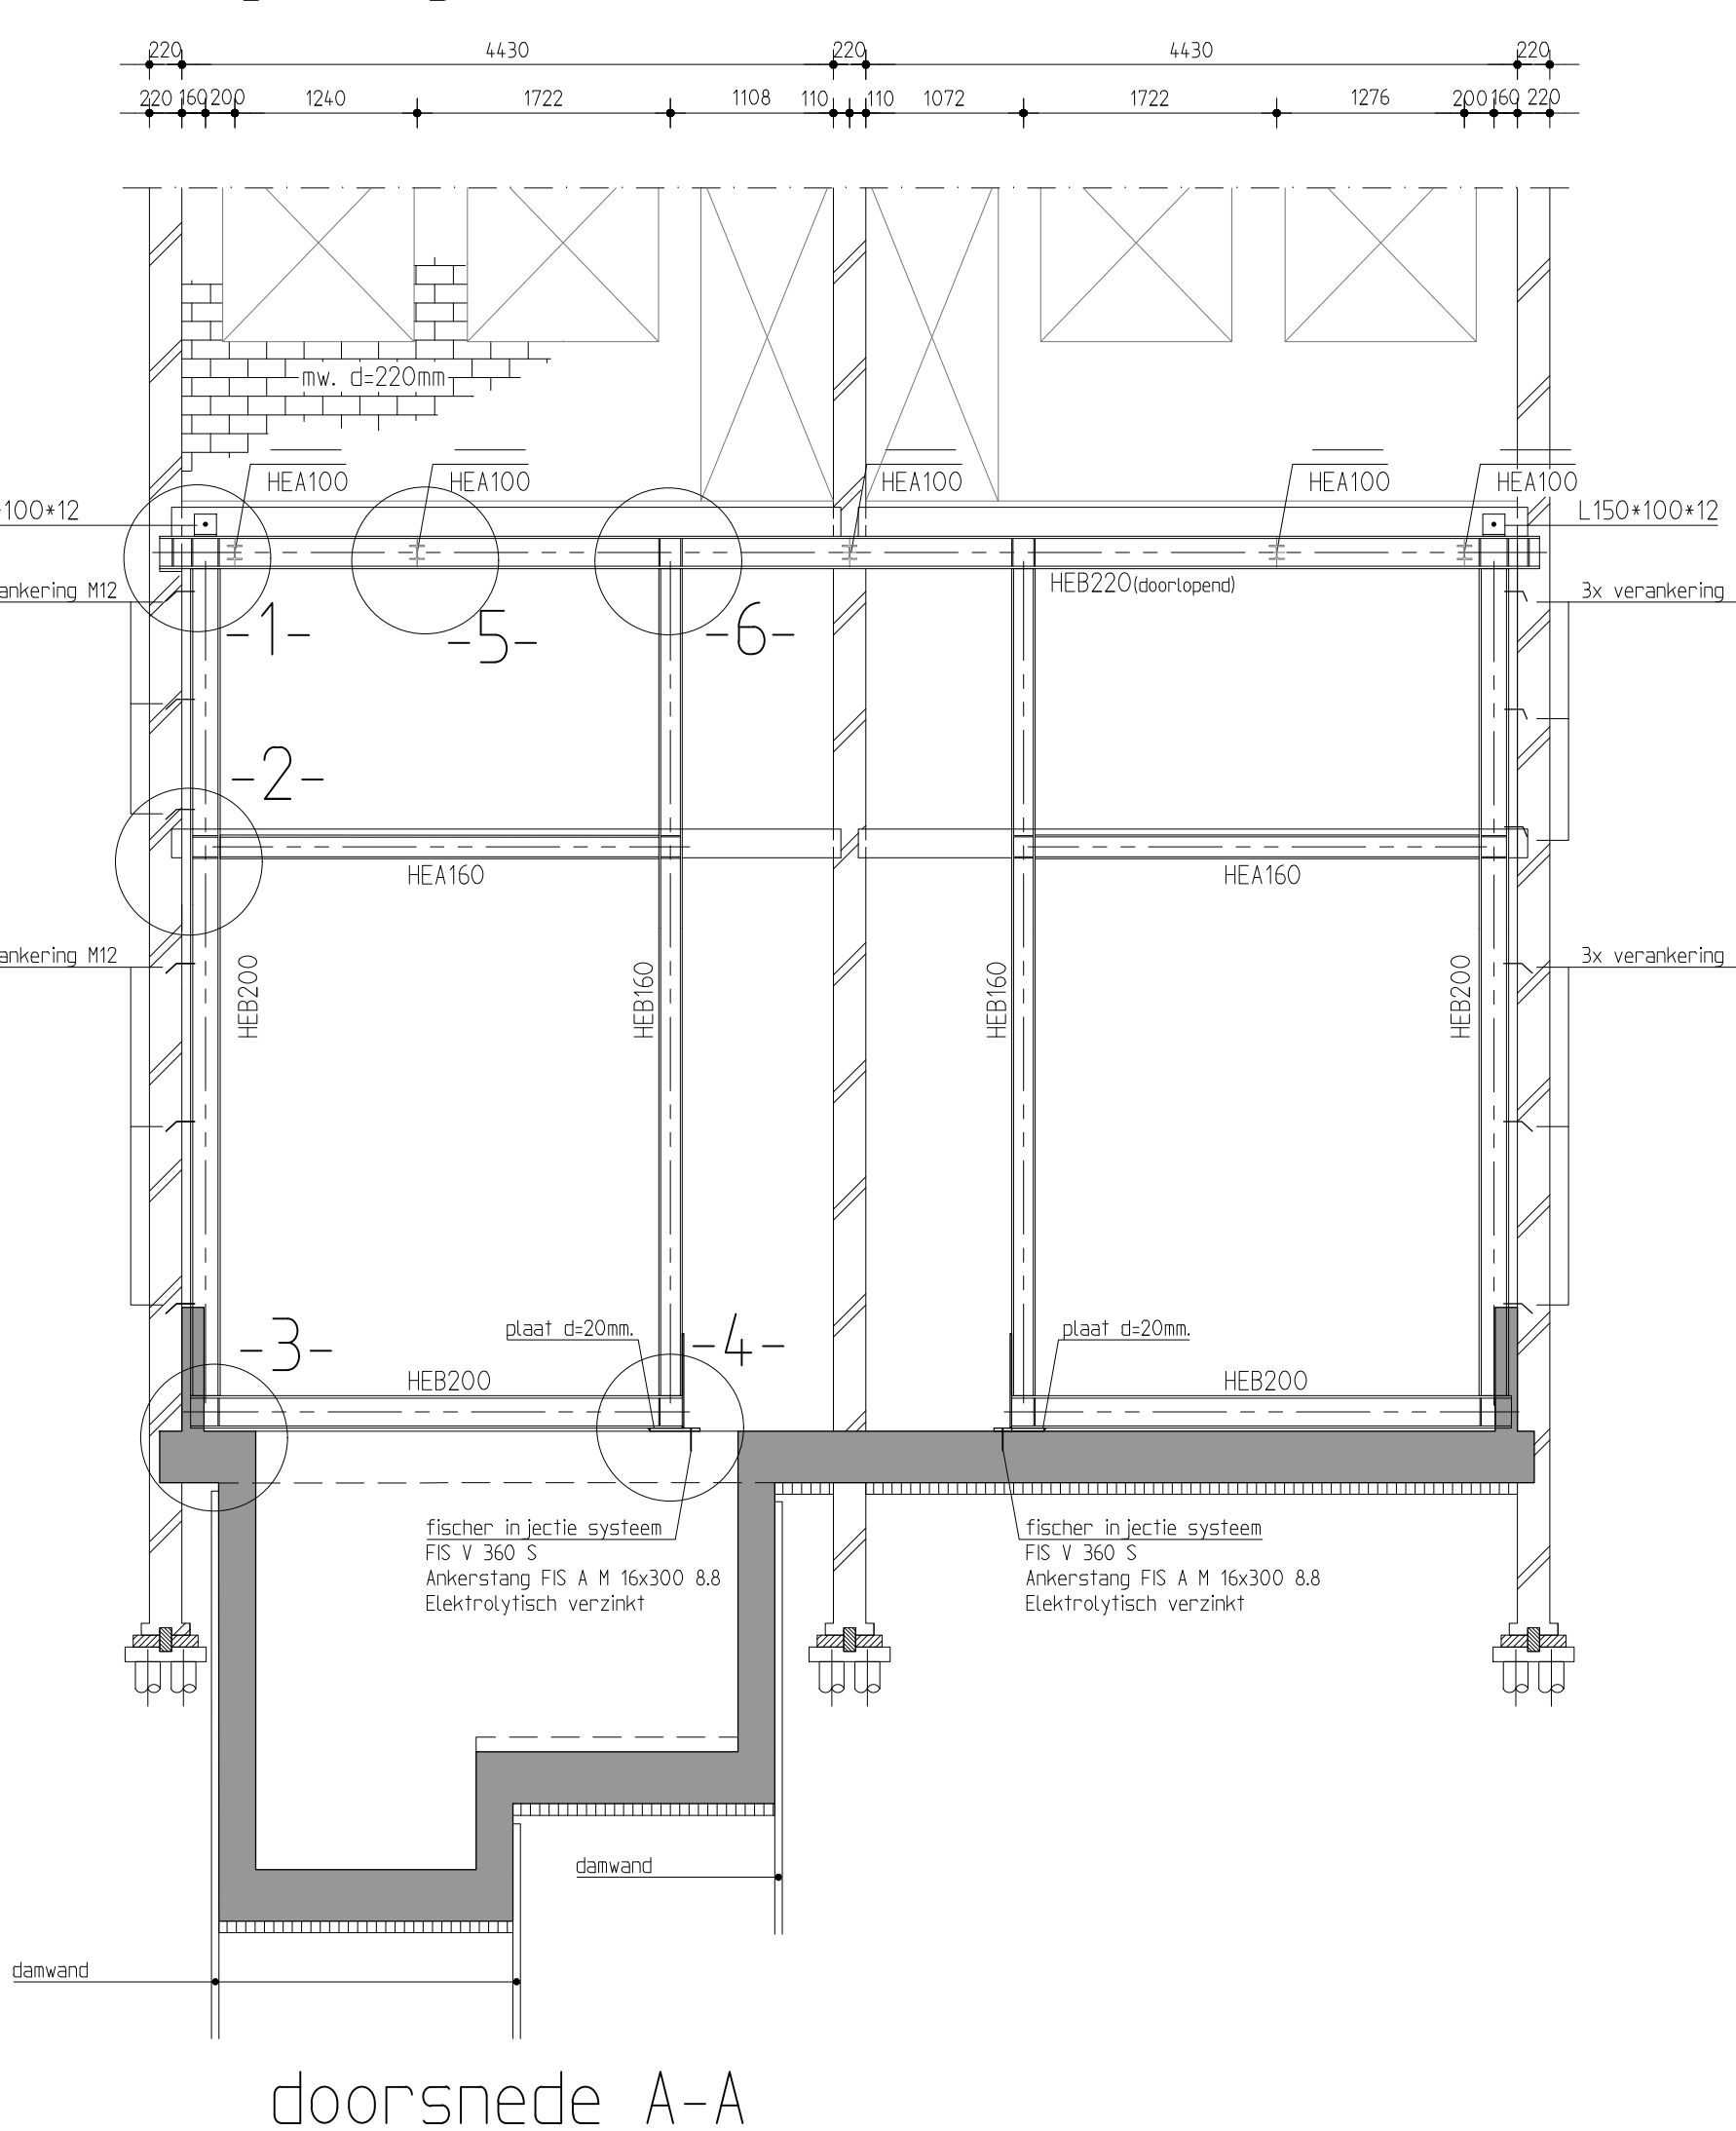 220 4430 220 4430 220
220 160 200 1240 1722 1108 110 110 1072 1722 1276 200 160 220
mw. d=220mm
HEA100 HEA100 HEA100 HEA100 HEA100
100*12 L150*100*12
HEB220(doorlopend)
ankering M12 3x verankering
-1- -5- -6-
-2-
HEA160 HEA160
ankering M12 3x verankering
HEB200 HEB160 HEB160 HEB200
-3- plaat d=20mm. -4- plaat d=20mm.
HEB200 HEB200
fischer injectie systeem
FIS V 360 S
Ankerstang FIS A M 16x300 8.8
Elektrolytisch verzinkt
fischer injectie systeem
FIS V 360 S
Ankerstang FIS A M 16x300 8.8
Elektrolytisch verzinkt
damwand
damwand
doorsnede A-A